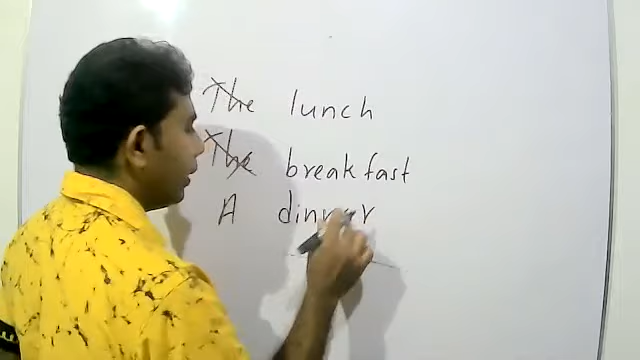 The lunch
The breakfast
A dinner